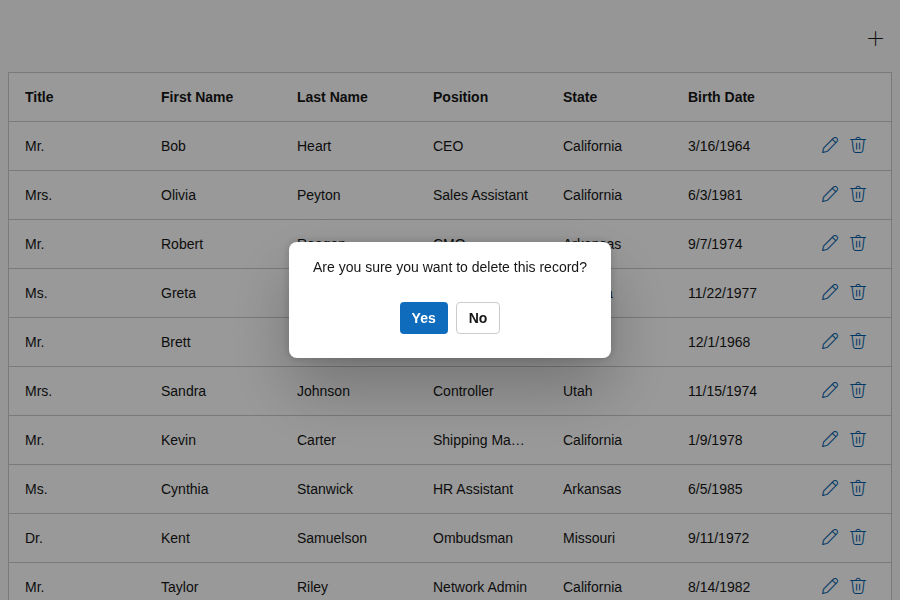 Title First Name Last Name Position State Birth Date
Mr. Bob Heart CEO California 3/16/1964
Mrs. Olivia Peyton Sales Assistant California 6/3/1981
Mr. Robert 9/7/1974
Ms. Greta 11/22/1977
Mr. Brett 12/1/1968
Are you sure you want to delete this record?
Yes No
Mrs. Sandra Johnson Controller Utah 11/15/1974
Mr. Kevin Carter Shipping Ma… California 1/9/1978
Ms. Cynthia Stanwick HR Assistant Arkansas 6/5/1985
Dr. Kent Samuelson Ombudsman Missouri 9/11/1972
Mr. Taylor Riley Network Admin California 8/14/1982